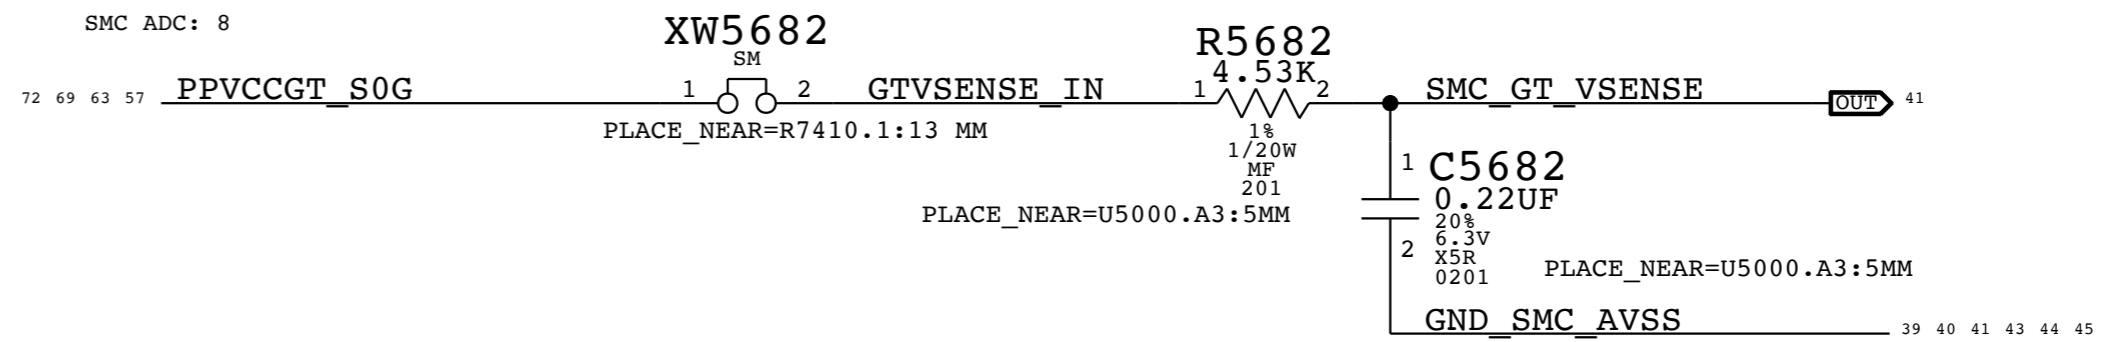 SMC ADC: 8
XW5682
SM
R5682
4.53K
72 69 63 57
PPVCCGT_S0G
1
2
GTVSENSE_IN
1
2
SMC_GT_VSENSE
OUT
41
PLACE_NEAR=R7410.1:13 MM
1%
1/20W
MF
201
PLACE_NEAR=U5000.A3:5MM
1
C5682
0.22UF
20%
6.3V
X5R
0201
2
PLACE_NEAR=U5000.A3:5MM
GND_SMC_AVSS
39 40 41 43 44 45